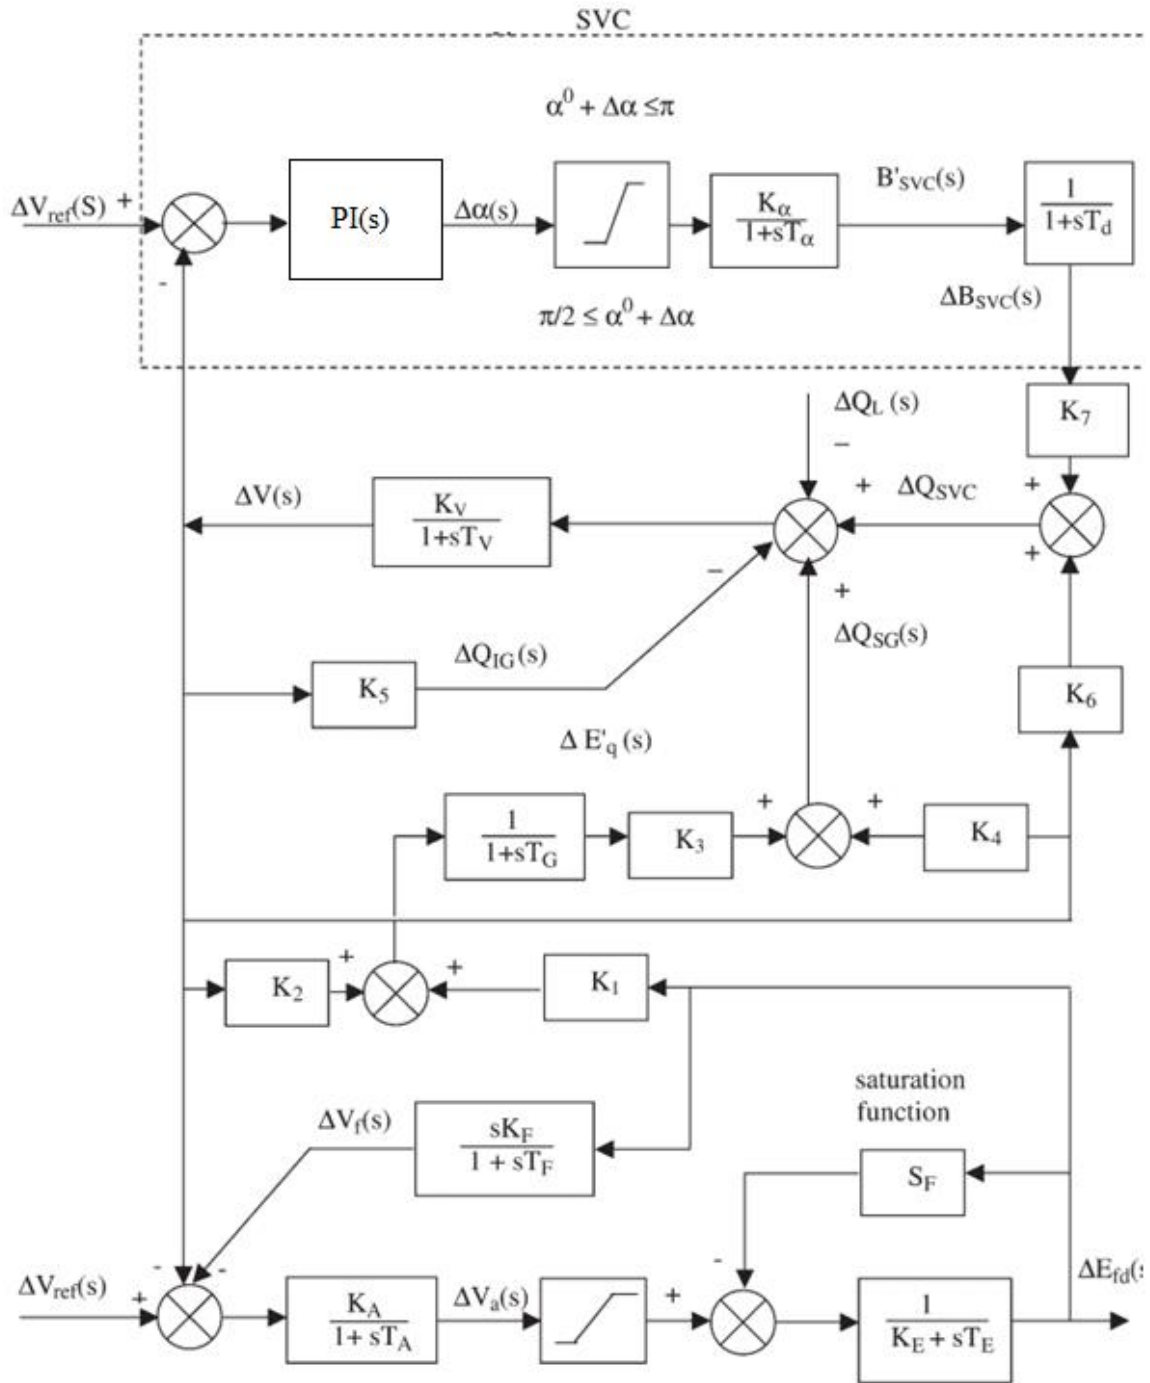 SVC
α⁰ + Δα ≤π
ΔV_ref(S) +
PI(s)
Δα(s)
K_α
1+sT_α
B'_SVC(s)
1
1+sT_d
-
π/2 ≤ α⁰ + Δα
ΔB_SVC(s)
ΔQ_L (s)
−
K_7
ΔV(s)
K_V
1+sT_V
+ ΔQ_SVC
+
+
−
+
ΔQ_SG(s)
ΔQ_IG(s)
K_5
K_6
Δ E'_q (s)
1
1+sT_G
K_3
+
+
K_4
K_2
+
+
K_1
saturation
function
ΔV_f(s)
sK_F
1 + sT_F
S_F
ΔV_ref(s)
+
-
-
K_A
1+ sT_A
ΔV_a(s)
+
-
1
K_E + sT_E
ΔE_fd(s